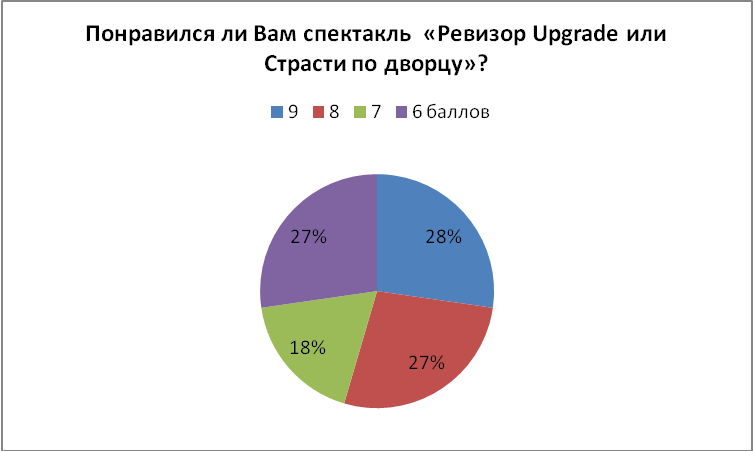 Понравился ли Вам спектакль «Ревизор Upgrade или
Страсти по дворцу»?
9 8 7 6 баллов
27% 28%
18% 27%